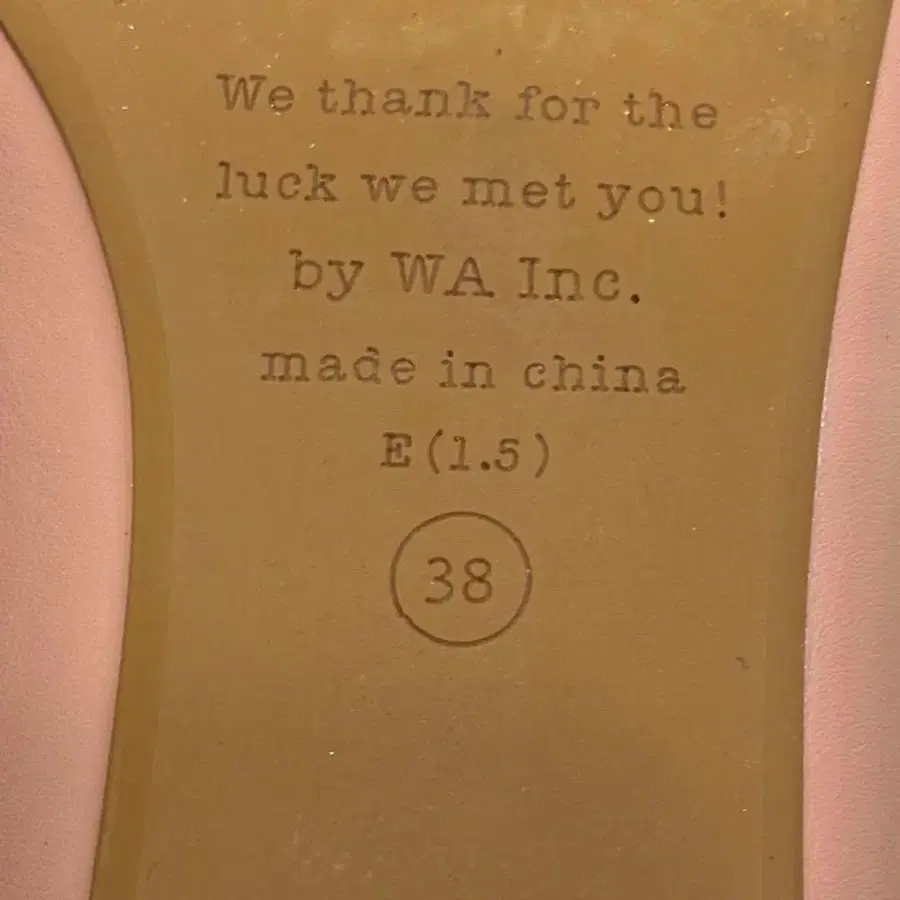 We thank for the
luck we met you!
by WA Inc.
made in china
E(1.5)
38